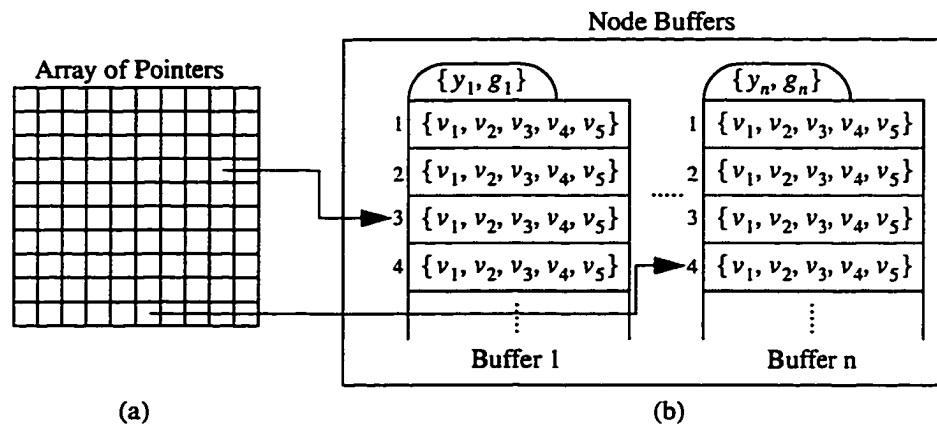 Node Buffers
Array of Pointers
{y₁, g₁}
1 {v₁, v₂, v₃, v₄, v₅}
2 {v₁, v₂, v₃, v₄, v₅}
3 {v₁, v₂, v₃, v₄, v₅}
4 {v₁, v₂, v₃, v₄, v₅}
Buffer 1
......
{yₙ, gₙ}
1 {v₁, v₂, v₃, v₄, v₅}
2 {v₁, v₂, v₃, v₄, v₅}
3 {v₁, v₂, v₃, v₄, v₅}
4 {v₁, v₂, v₃, v₄, v₅}
Buffer n
(a)
(b)